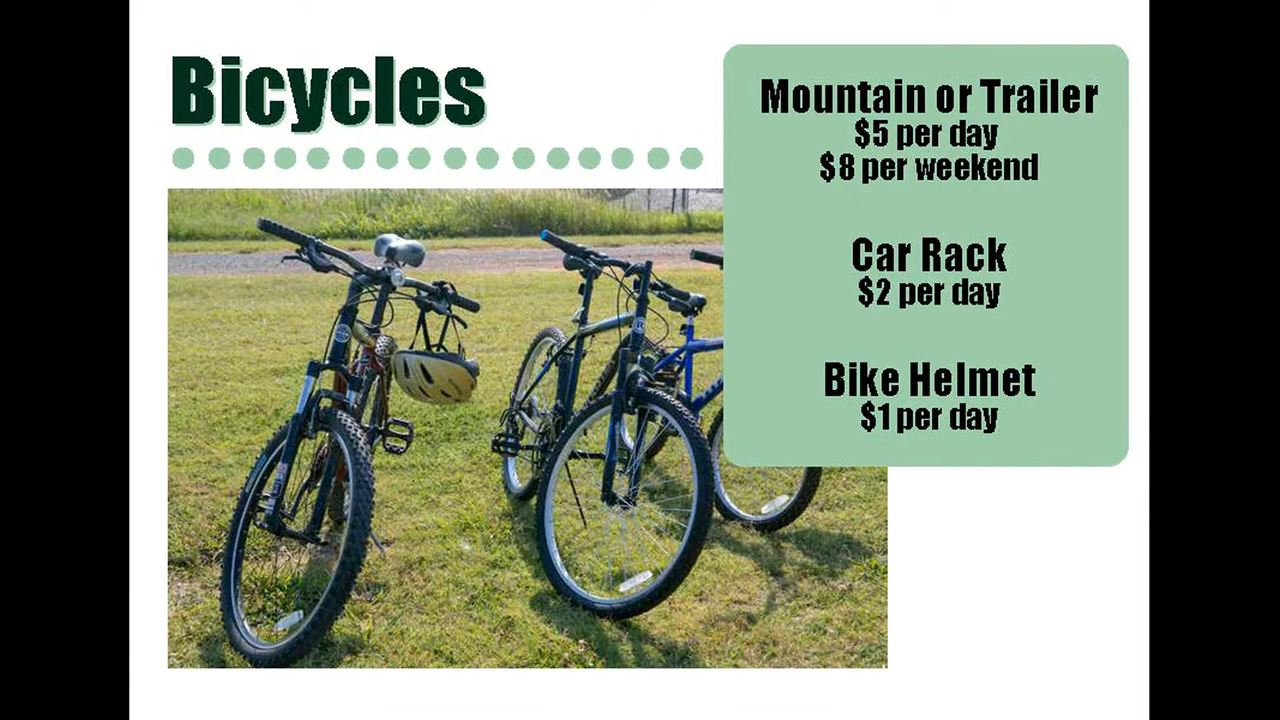 Bicycles
Mountain or Trailer
$5 per day
$8 per weekend
Car Rack
$2 per day
Bike Helmet
$1 per day